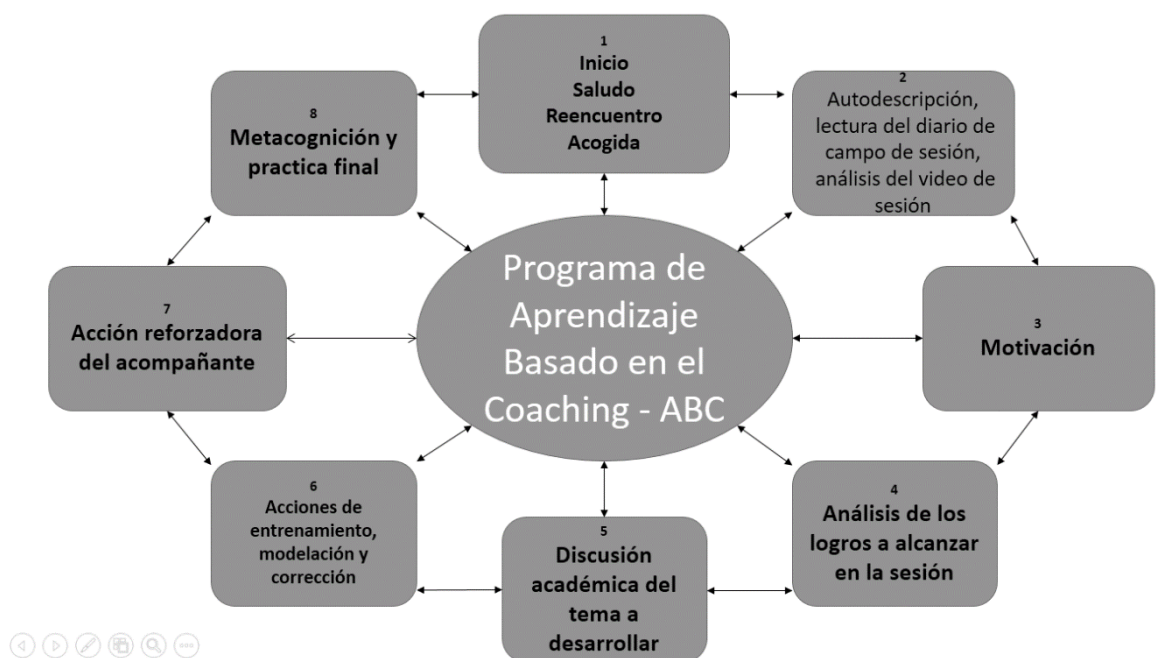 1
Inicio
Saludo
Reencuentro
Acogida
2
Autodescripción,
lectura del diario de
campo de sesión,
análisis del video de
sesión
3
Motivación
4
Análisis de los
logros a alcanzar
en la sesión
5
Discusión
académica del
tema a
desarrollar
6
Acciones de
entrenamiento,
modelación y
corrección
7
Acción reforzadora
del acompañante
8
Metacognición y
practica final
Programa de
Aprendizaje
Basado en el
Coaching - ABC